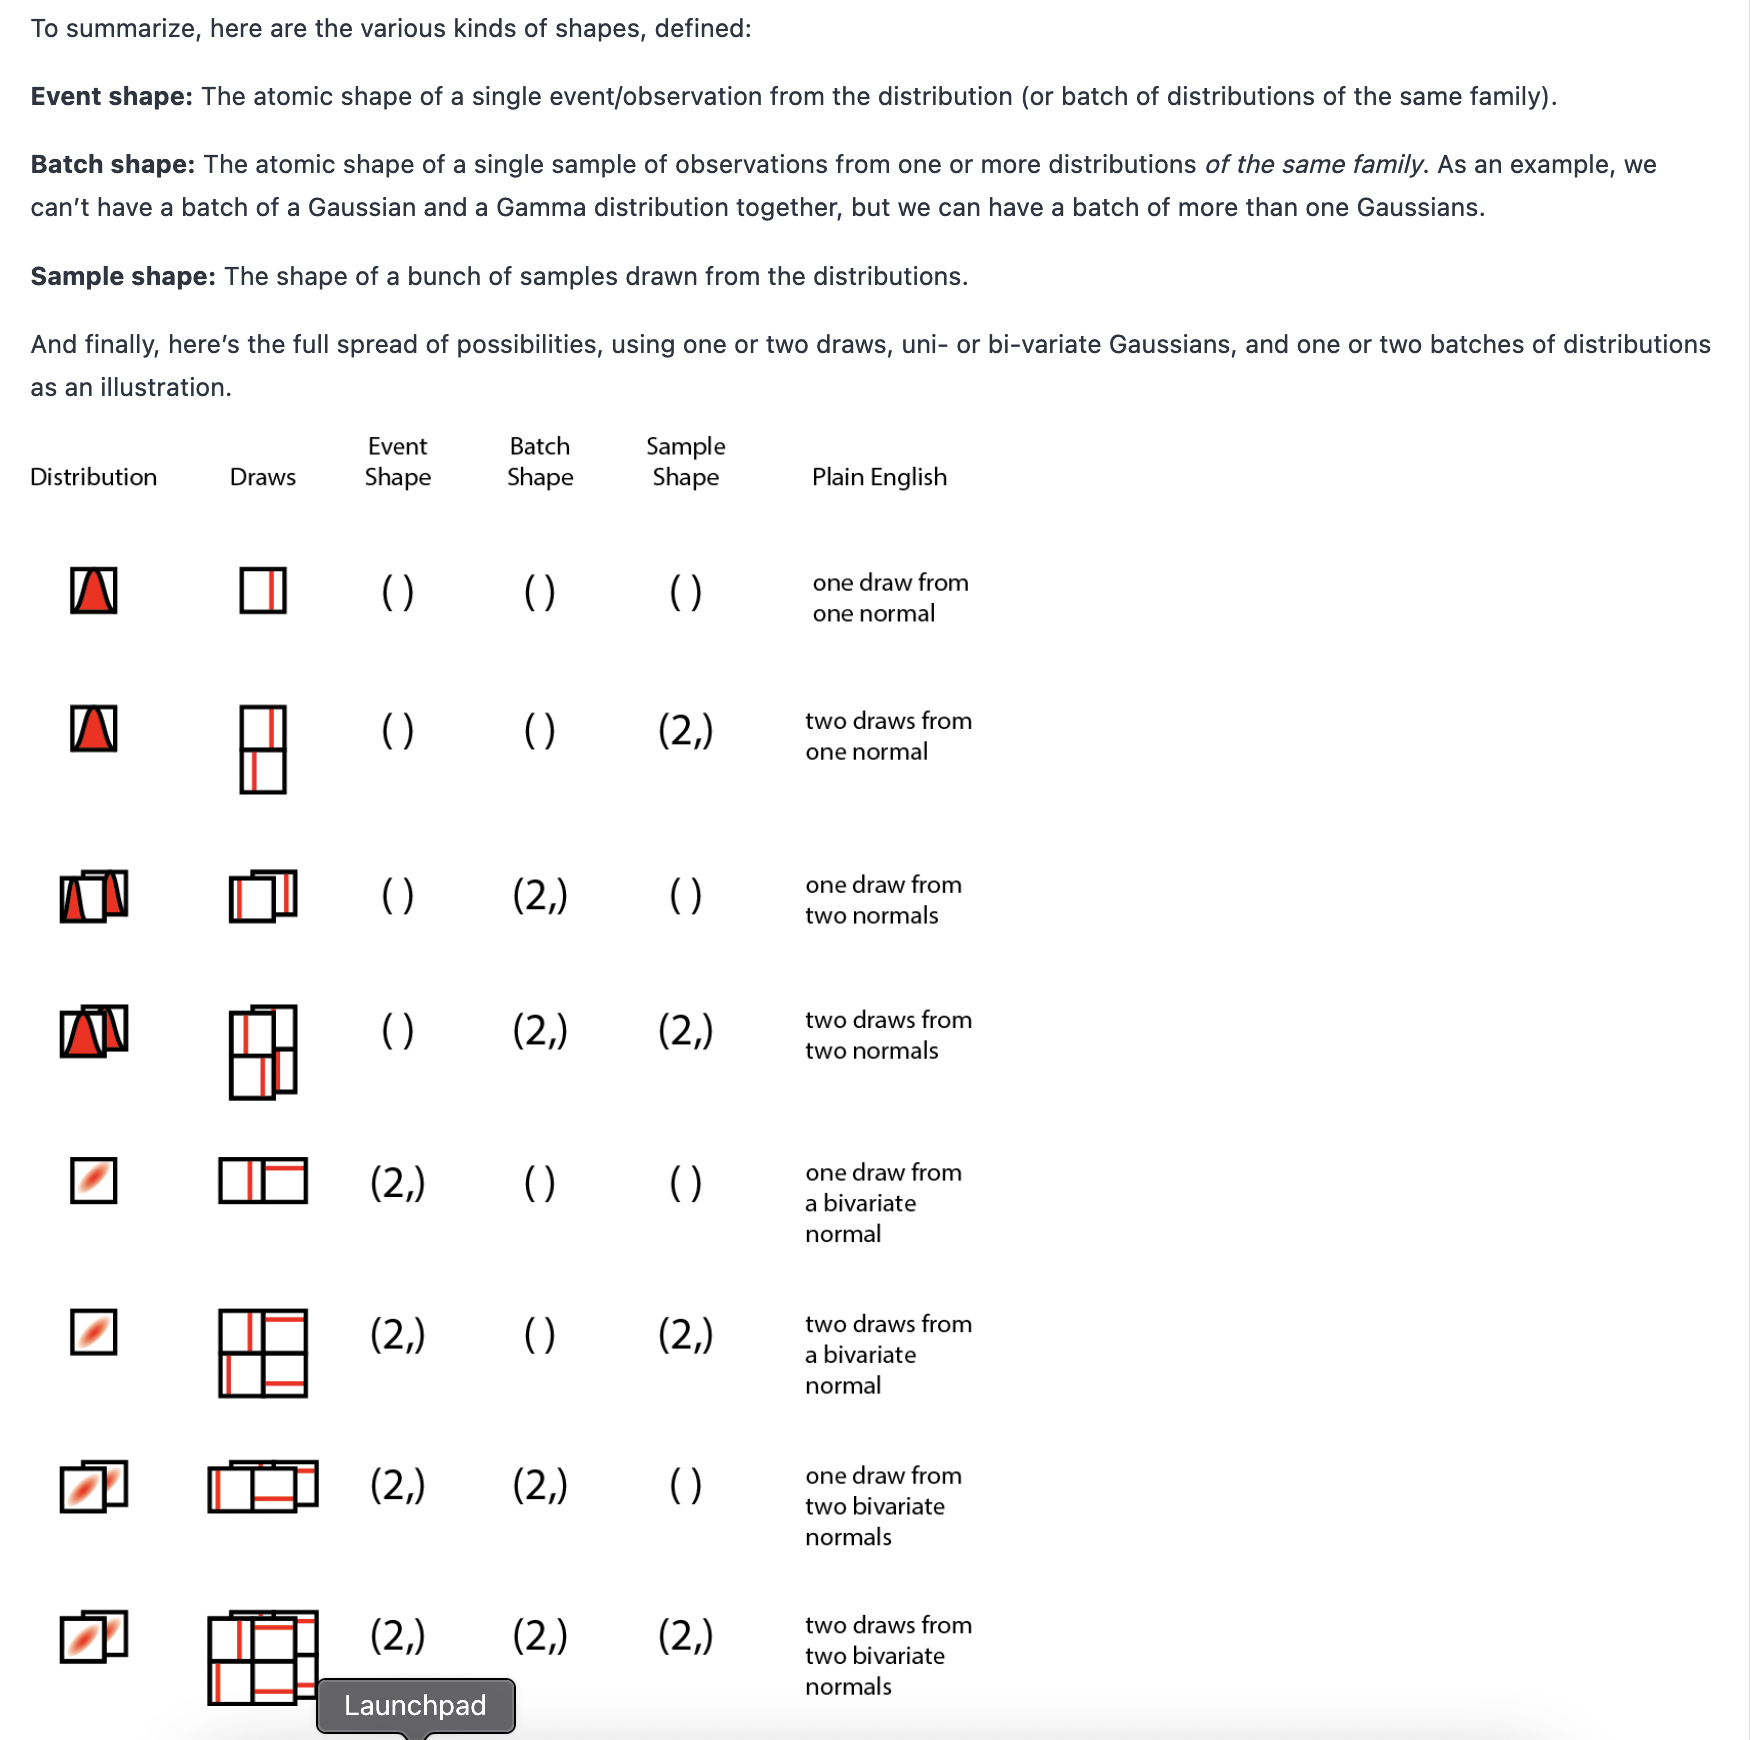 To summarize, here are the various kinds of shapes, defined:
Event shape: The atomic shape of a single event/observation from the distribution (or batch of distributions of the same family).
Batch shape: The atomic shape of a single sample of observations from one or more distributions of the same family. As an example, we
can’t have a batch of a Gaussian and a Gamma distribution together, but we can have a batch of more than one Gaussians.
Sample shape: The shape of a bunch of samples drawn from the distributions.
And finally, here’s the full spread of possibilities, using one or two draws, uni- or bi-variate Gaussians, and one or two batches of distributions
as an illustration.
Event Batch Sample
Distribution Draws Shape Shape Shape Plain English
( ) ( ) ( ) one draw from
one normal
( ) ( ) (2,) two draws from
one normal
( ) (2,) ( ) one draw from
two normals
( ) (2,) (2,) two draws from
two normals
(2,) ( ) ( ) one draw from
a bivariate
normal
(2,) ( ) (2,) two draws from
a bivariate
normal
(2,) (2,) ( ) one draw from
two bivariate
normals
(2,) (2,) (2,) two draws from
two bivariate
normals
Launchpad